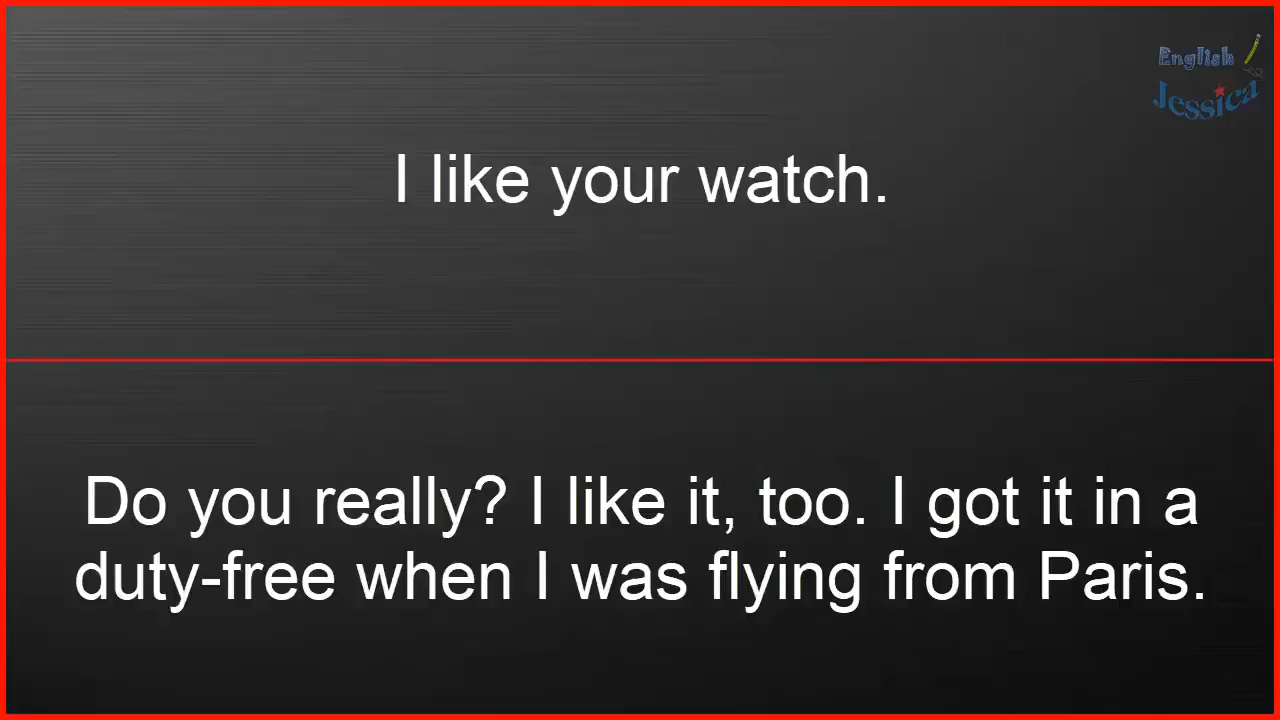 English
Jessica
I like your watch.
Do you really? I like it, too. I got it in a
duty-free when I was flying from Paris.